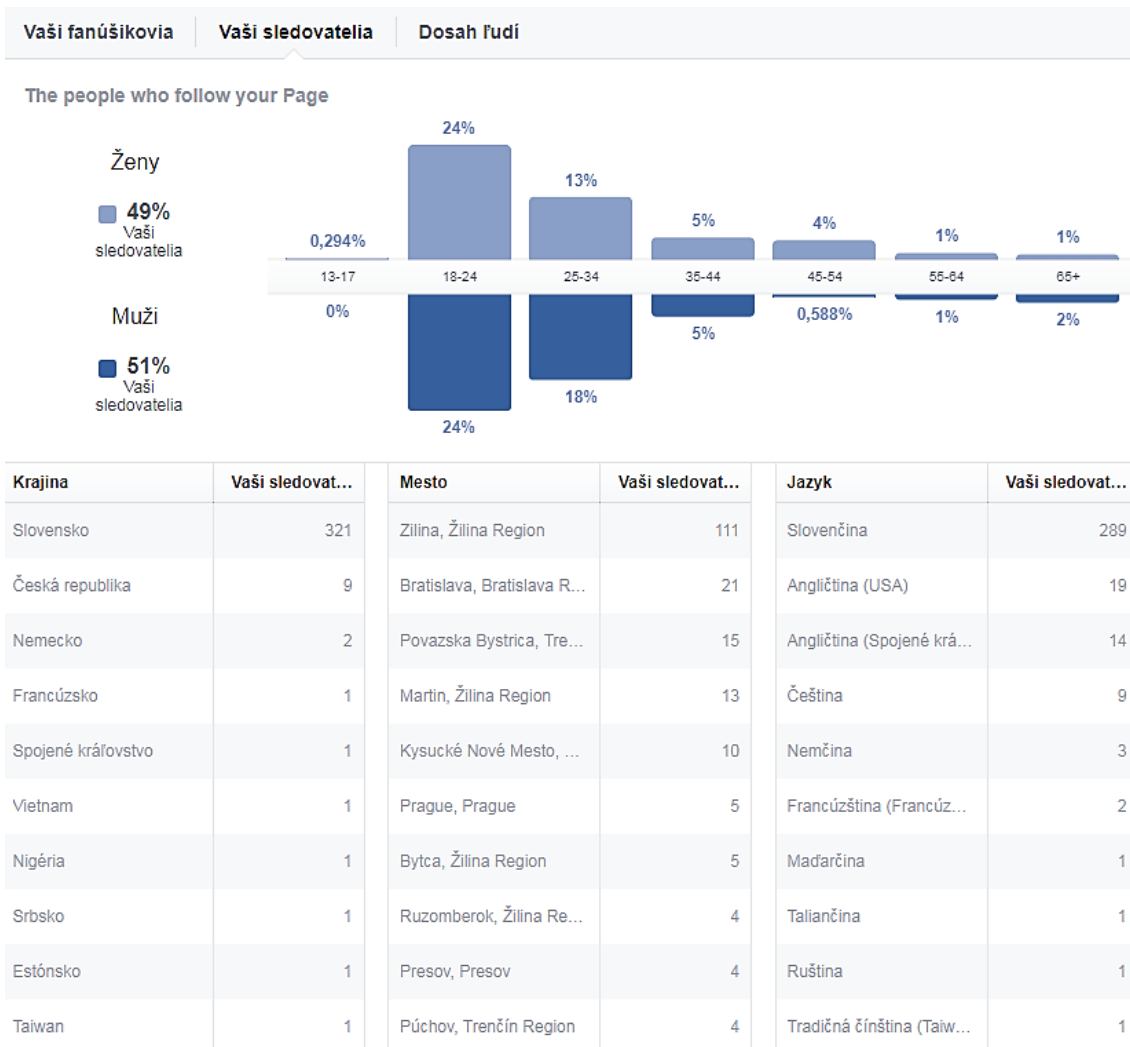 Vaši fanúšikovia Vaši sledovatelia Dosah ľudí
The people who follow your Page
Ženy
49%
Vaši
sledovatelia
24%
13%
5%
4%
1%
1%
0,294%
13-17 18-24 25-34 35-44 45-54 55-64 65+
Muži
51%
Vaši
sledovatelia
0%
24%
18%
5%
0,588%
1%
2%
Krajina Vaši sledovat... Mesto Vaši sledovat... Jazyk Vaši sledovat...
Slovensko 321 Zilina, Žilina Region 111 Slovenčina 289
Česká republika 9 Bratislava, Bratislava R... 21 Angličtina (USA) 19
Nemecko 2 Povazska Bystrica, Tre... 15 Angličtina (Spojené krá... 14
Francúzsko 1 Martin, Žilina Region 13 Čeština 9
Spojené kráľovstvo 1 Kysucké Nové Mesto, ... 10 Nemčina 3
Vietnam 1 Prague, Prague 5 Francúzština (Francúz... 2
Nigéria 1 Bytca, Žilina Region 5 Maďarčina 1
Srbsko 1 Ruzomberok, Žilina Re... 4 Taliančina 1
Estónsko 1 Presov, Presov 4 Ruština 1
Taiwan 1 Púchov, Trenčín Region 4 Tradičná čínština (Taiw... 1